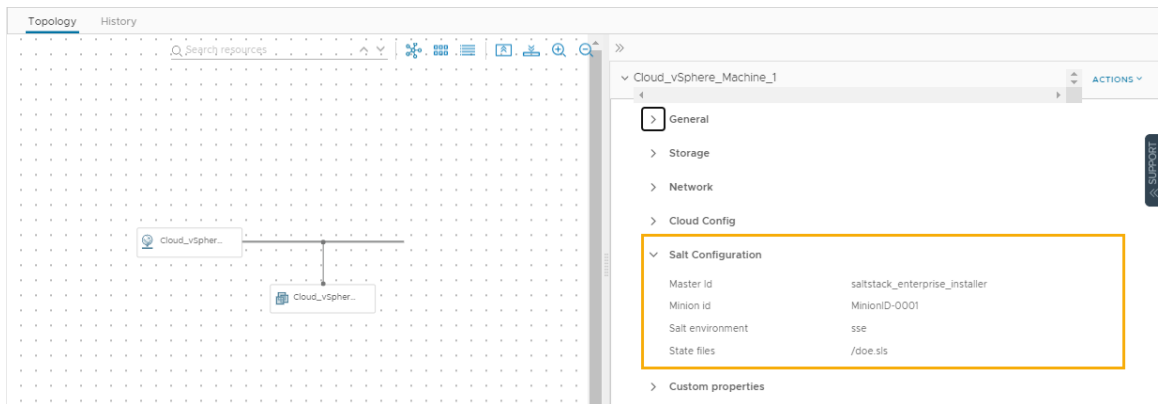 Topology History
Search resources
Cloud_vSpher...
Cloud_vSpher...
Cloud_vSphere_Machine_1 ACTIONS
General
Storage
Network
Cloud Config
Salt Configuration
Master Id saltstack_enterprise_installer
Minion id MinionID-0001
Salt environment sse
State files /doe.sls
Custom properties
SUPPORT